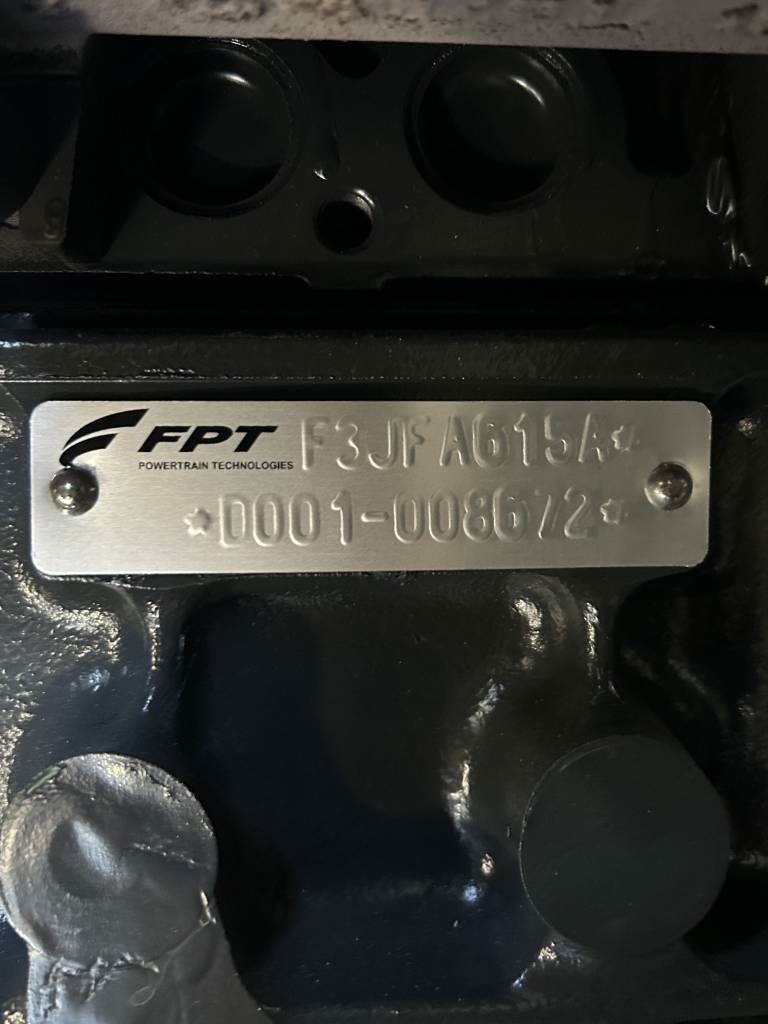 FPT F3JFA615A*
POWERTRAIN TECHNOLOGIES
*D001-008672*